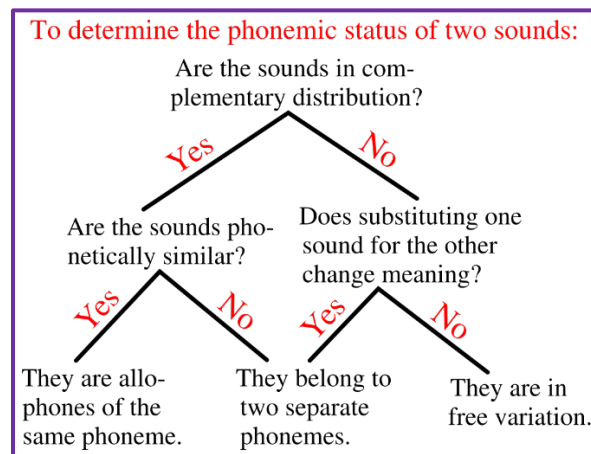 To determine the phonemic status of two sounds:
Are the sounds in com-
plementary distribution?
Yes
No
Are the sounds pho-
netically similar?
Does substituting one
sound for the other
change meaning?
Yes
No
Yes
No
They are allo-
phones of the
same phoneme.
They belong to
two separate
phonemes.
They are in
free variation.